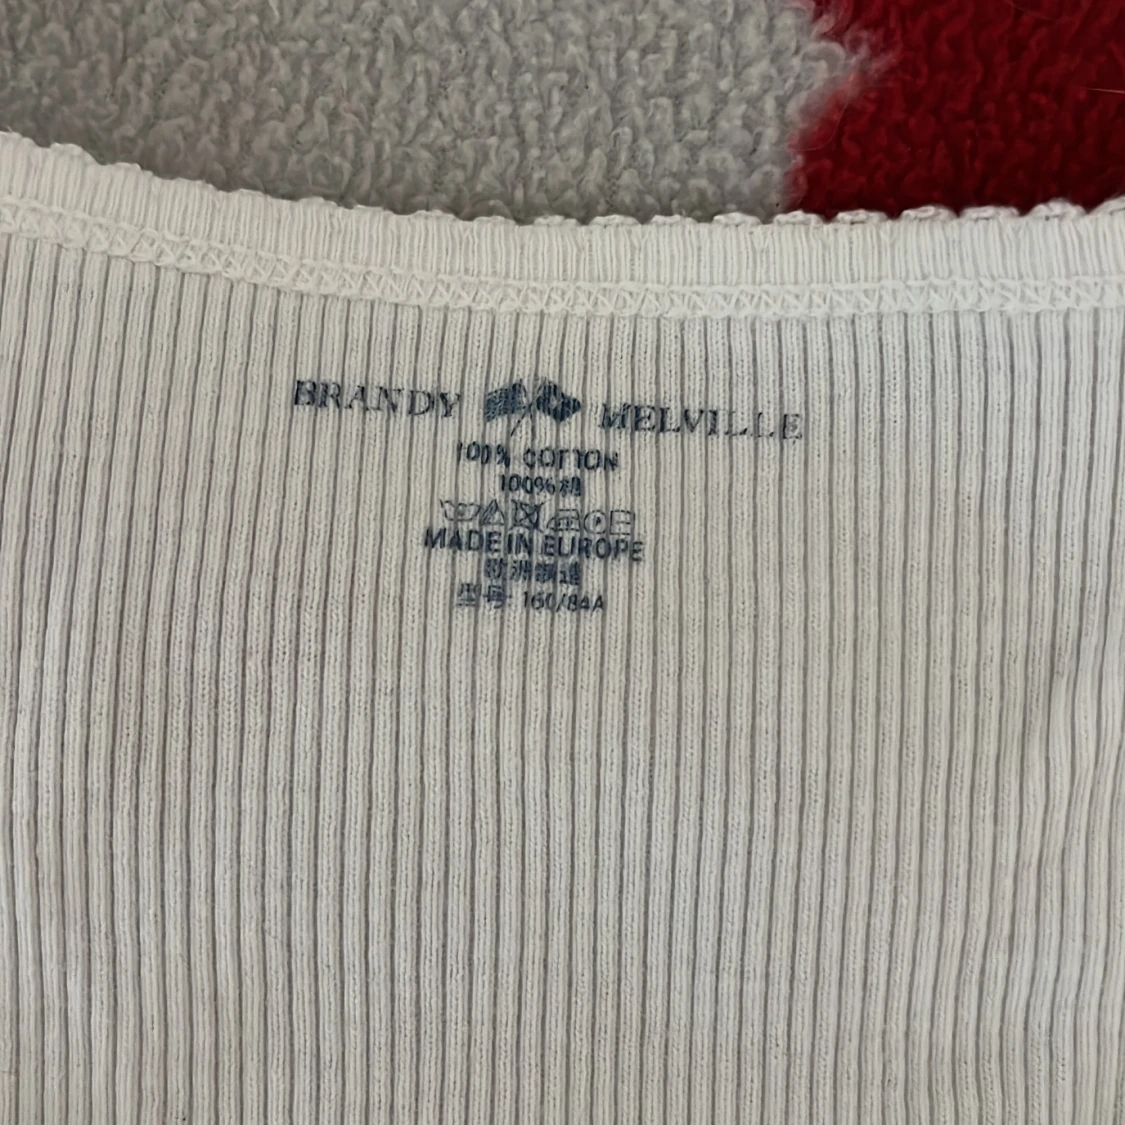 BRANDY MELVILLE
100% COTTON
100%棉
MADE IN EUROPE
欧洲制造
型号 160/84A